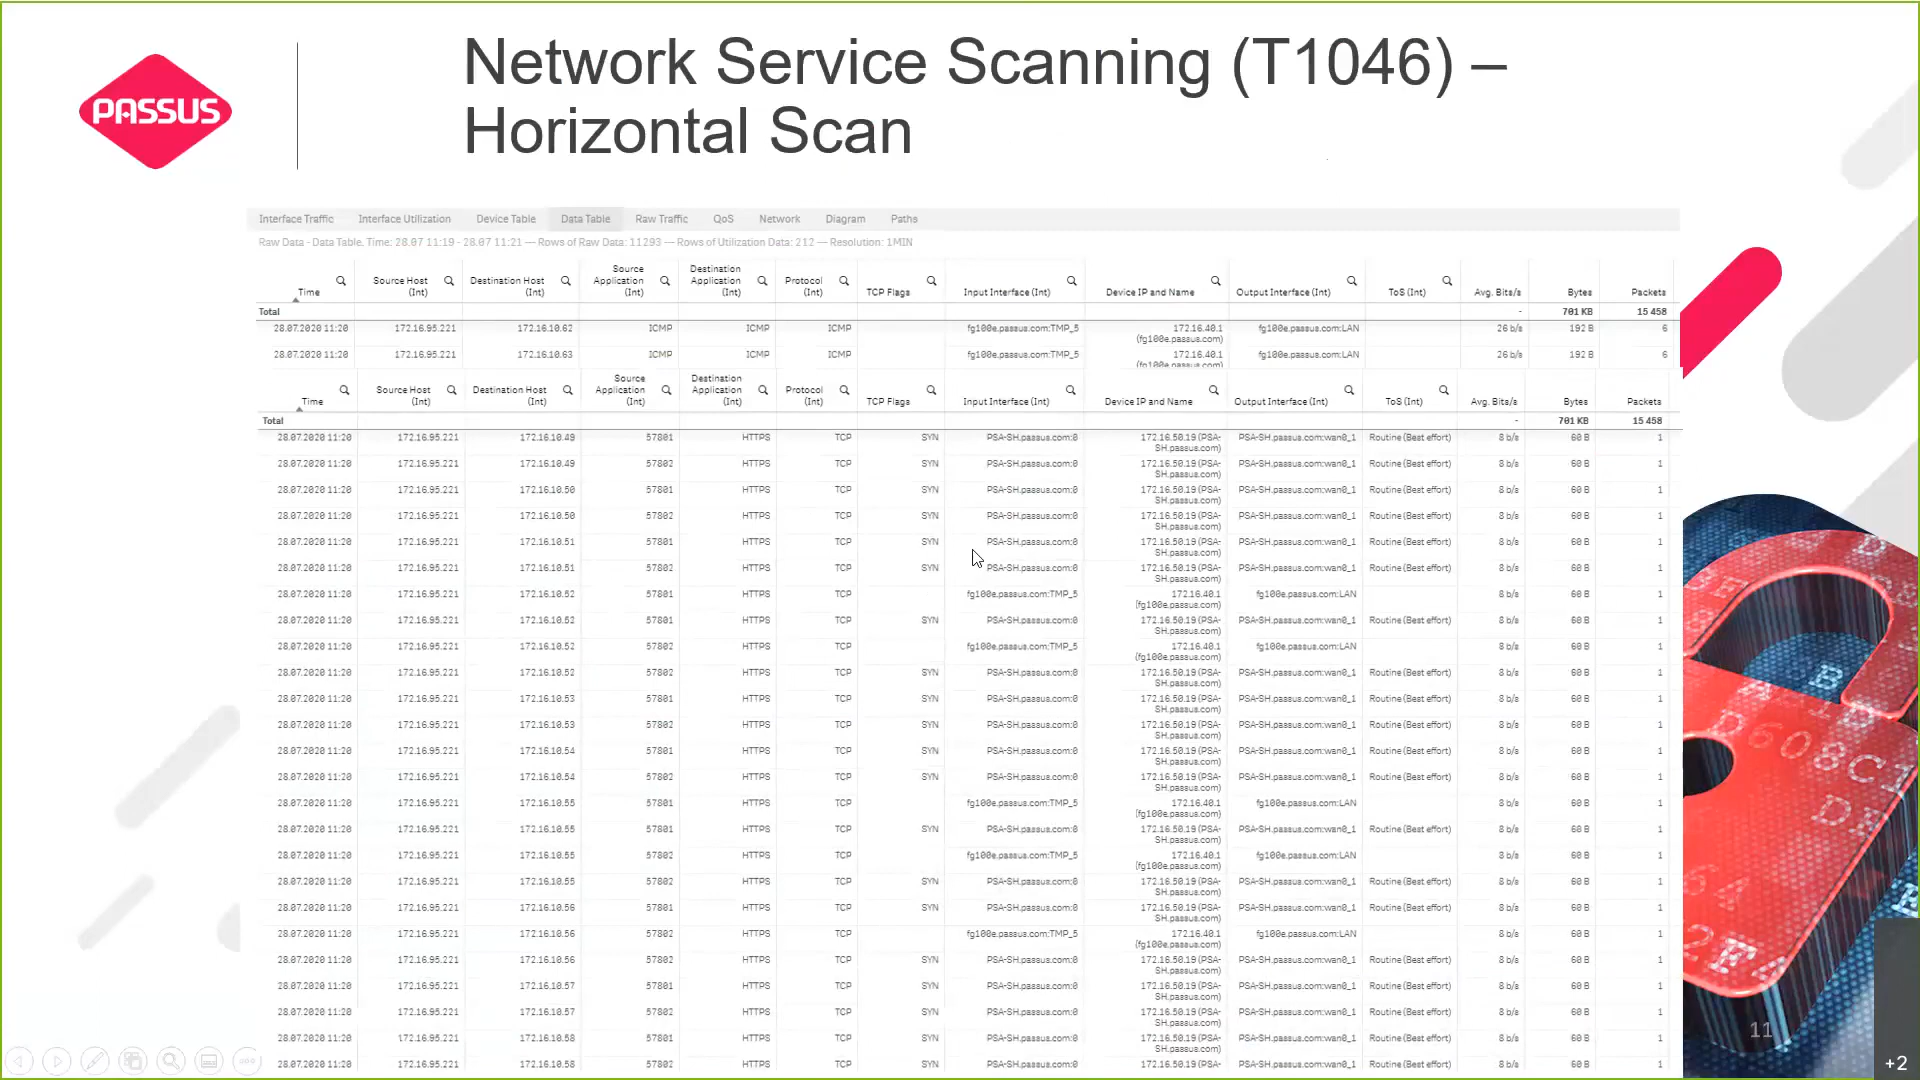 PASSUS
Network Service Scanning (T1046) –
Horizontal Scan
Interface Traffic Interface Utilization Device Table Data Table Raw Traffic QoS Network Diagram Paths
Raw Data - Data Table. Time: 28.07 11:19 - 28.07 11:21 — Rows of Raw Data: 11293 — Rows of Utilization Data: 212 — Resolution: 1MIN
Time Source Host (Int) Destination Host (Int) Source Application (Int) Destination Application (Int) Protocol (Int) TCP Flags Input Interface (Int) Device IP and Name Output Interface (Int) ToS (Int) Avg. Bits/s Bytes Packets
Total - 701 KB 15 458
28.07.2020 11:20 172.16.95.221 172.16.10.62 ICMP ICMP ICMP fg100e.passus.com:TMP_5 172.16.40.1 (fg100e.passus.com) fg100e.passus.com:LAN 26 b/s 192 B 6
28.07.2020 11:20 172.16.95.221 172.16.10.63 ICMP ICMP ICMP fg100e.passus.com:TMP_5 172.16.40.1 (fg100e.passus.com) fg100e.passus.com:LAN 26 b/s 192 B 6
Time Source Host (Int) Destination Host (Int) Source Application (Int) Destination Application (Int) Protocol (Int) TCP Flags Input Interface (Int) Device IP and Name Output Interface (Int) ToS (Int) Avg. Bits/s Bytes Packets
Total - 701 KB 15 458
28.07.2020 11:20 172.16.95.221 172.16.10.49 57801 HTTPS TCP SYN PSA-SH.passus.com:0 172.16.50.19 (PSA-SH.passus.com) PSA-SH.passus.com:wan0_1 Routine (Best effort) 8 b/s 60 B 1
28.07.2020 11:20 172.16.95.221 172.16.10.49 57802 HTTPS TCP SYN PSA-SH.passus.com:0 172.16.50.19 (PSA-SH.passus.com) PSA-SH.passus.com:wan0_1 Routine (Best effort) 8 b/s 60 B 1
28.07.2020 11:20 172.16.95.221 172.16.10.50 57801 HTTPS TCP SYN PSA-SH.passus.com:0 172.16.50.19 (PSA-SH.passus.com) PSA-SH.passus.com:wan0_1 Routine (Best effort) 8 b/s 60 B 1
28.07.2020 11:20 172.16.95.221 172.16.10.50 57802 HTTPS TCP SYN PSA-SH.passus.com:0 172.16.50.19 (PSA-SH.passus.com) PSA-SH.passus.com:wan0_1 Routine (Best effort) 8 b/s 60 B 1
28.07.2020 11:20 172.16.95.221 172.16.10.51 57801 HTTPS TCP SYN PSA-SH.passus.com:0 172.16.50.19 (PSA-SH.passus.com) PSA-SH.passus.com:wan0_1 Routine (Best effort) 8 b/s 60 B 1
28.07.2020 11:20 172.16.95.221 172.16.10.51 57802 HTTPS TCP SYN PSA-SH.passus.com:0 172.16.50.19 (PSA-SH.passus.com) PSA-SH.passus.com:wan0_1 Routine (Best effort) 8 b/s 60 B 1
28.07.2020 11:20 172.16.95.221 172.16.10.52 57801 HTTPS TCP fg100e.passus.com:TMP_5 172.16.40.1 (fg100e.passus.com) fg100e.passus.com:LAN 8 b/s 60 B 1
28.07.2020 11:20 172.16.95.221 172.16.10.52 57801 HTTPS TCP SYN PSA-SH.passus.com:0 172.16.50.19 (PSA-SH.passus.com) PSA-SH.passus.com:wan0_1 Routine (Best effort) 8 b/s 60 B 1
28.07.2020 11:20 172.16.95.221 172.16.10.52 57802 HTTPS TCP fg100e.passus.com:TMP_5 172.16.40.1 (fg100e.passus.com) fg100e.passus.com:LAN 8 b/s 60 B 1
28.07.2020 11:20 172.16.95.221 172.16.10.52 57802 HTTPS TCP SYN PSA-SH.passus.com:0 172.16.50.19 (PSA-SH.passus.com) PSA-SH.passus.com:wan0_1 Routine (Best effort) 8 b/s 60 B 1
28.07.2020 11:20 172.16.95.221 172.16.10.53 57801 HTTPS TCP SYN PSA-SH.passus.com:0 172.16.50.19 (PSA-SH.passus.com) PSA-SH.passus.com:wan0_1 Routine (Best effort) 8 b/s 60 B 1
28.07.2020 11:20 172.16.95.221 172.16.10.53 57802 HTTPS TCP SYN PSA-SH.passus.com:0 172.16.50.19 (PSA-SH.passus.com) PSA-SH.passus.com:wan0_1 Routine (Best effort) 8 b/s 60 B 1
28.07.2020 11:20 172.16.95.221 172.16.10.54 57801 HTTPS TCP SYN PSA-SH.passus.com:0 172.16.50.19 (PSA-SH.passus.com) PSA-SH.passus.com:wan0_1 Routine (Best effort) 8 b/s 60 B 1
28.07.2020 11:20 172.16.95.221 172.16.10.54 57802 HTTPS TCP SYN PSA-SH.passus.com:0 172.16.50.19 (PSA-SH.passus.com) PSA-SH.passus.com:wan0_1 Routine (Best effort) 8 b/s 60 B 1
28.07.2020 11:20 172.16.95.221 172.16.10.55 57801 HTTPS TCP fg100e.passus.com:TMP_5 172.16.40.1 (fg100e.passus.com) fg100e.passus.com:LAN 8 b/s 60 B 1
28.07.2020 11:20 172.16.95.221 172.16.10.55 57801 HTTPS TCP SYN PSA-SH.passus.com:0 172.16.50.19 (PSA-SH.passus.com) PSA-SH.passus.com:wan0_1 Routine (Best effort) 8 b/s 60 B 1
28.07.2020 11:20 172.16.95.221 172.16.10.55 57802 HTTPS TCP fg100e.passus.com:TMP_5 172.16.40.1 (fg100e.passus.com) fg100e.passus.com:LAN 8 b/s 60 B 1
28.07.2020 11:20 172.16.95.221 172.16.10.55 57802 HTTPS TCP SYN PSA-SH.passus.com:0 172.16.50.19 (PSA-SH.passus.com) PSA-SH.passus.com:wan0_1 Routine (Best effort) 8 b/s 60 B 1
28.07.2020 11:20 172.16.95.221 172.16.10.56 57801 HTTPS TCP SYN PSA-SH.passus.com:0 172.16.50.19 (PSA-SH.passus.com) PSA-SH.passus.com:wan0_1 Routine (Best effort) 8 b/s 60 B 1
28.07.2020 11:20 172.16.95.221 172.16.10.56 57802 HTTPS TCP fg100e.passus.com:TMP_5 172.16.40.1 (fg100e.passus.com) fg100e.passus.com:LAN 8 b/s 60 B 1
28.07.2020 11:20 172.16.95.221 172.16.10.56 57802 HTTPS TCP SYN PSA-SH.passus.com:0 172.16.50.19 (PSA-SH.passus.com) PSA-SH.passus.com:wan0_1 Routine (Best effort) 8 b/s 60 B 1
28.07.2020 11:20 172.16.95.221 172.16.10.57 57801 HTTPS TCP SYN PSA-SH.passus.com:0 172.16.50.19 (PSA-SH.passus.com) PSA-SH.passus.com:wan0_1 Routine (Best effort) 8 b/s 60 B 1
28.07.2020 11:20 172.16.95.221 172.16.10.57 57802 HTTPS TCP SYN PSA-SH.passus.com:0 172.16.50.19 (PSA-SH.passus.com) PSA-SH.passus.com:wan0_1 Routine (Best effort) 8 b/s 60 B 1
28.07.2020 11:20 172.16.95.221 172.16.10.58 57801 HTTPS TCP SYN PSA-SH.passus.com:0 172.16.50.19 (PSA-SH.passus.com) PSA-SH.passus.com:wan0_1 Routine (Best effort) 8 b/s 60 B 1
28.07.2020 11:20 172.16.95.221 172.16.10.58 57802 HTTPS TCP SYN PSA-SH.passus.com:0 172.16.50.19 (PSA- PSA-SH.passus.com:wan0_1 Routine (Best effort) 8 b/s 60 B 1
11
+2